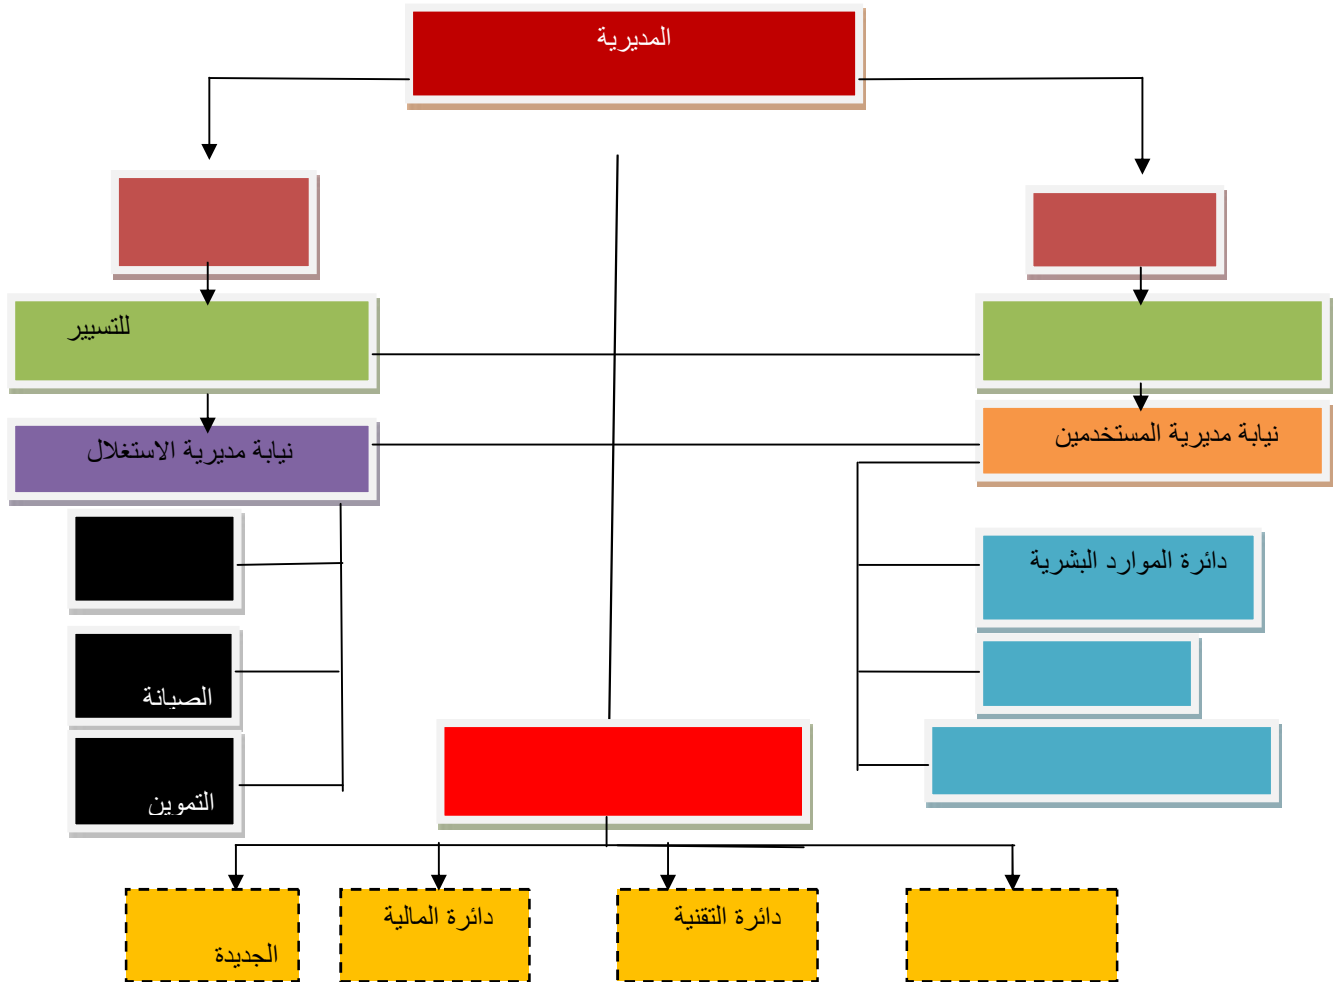 المديرية
للتسيير
نيابة مديرية المستخدمين
نيابة مديرية الاستغلال
دائرة الموارد البشرية
الصيانة
التموين
دائرة التقنية
دائرة المالية
الجديدة